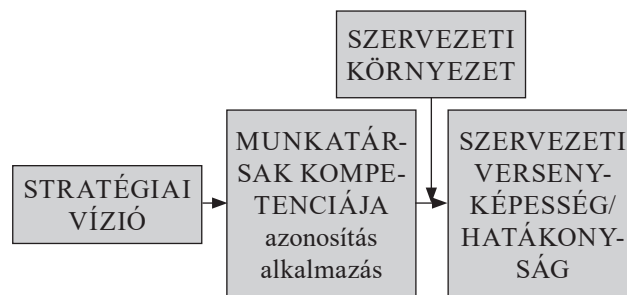 SZERVEZETI
KÖRNYEZET
STRATÉGIAI
VÍZIÓ
MUNKATÁR-
SAK KOMPE-
TENCIÁJA
azonosítás
alkalmazás
SZERVEZETI
VERSENY-
KÉPESSÉG/
HATÁKONY-
SÁG